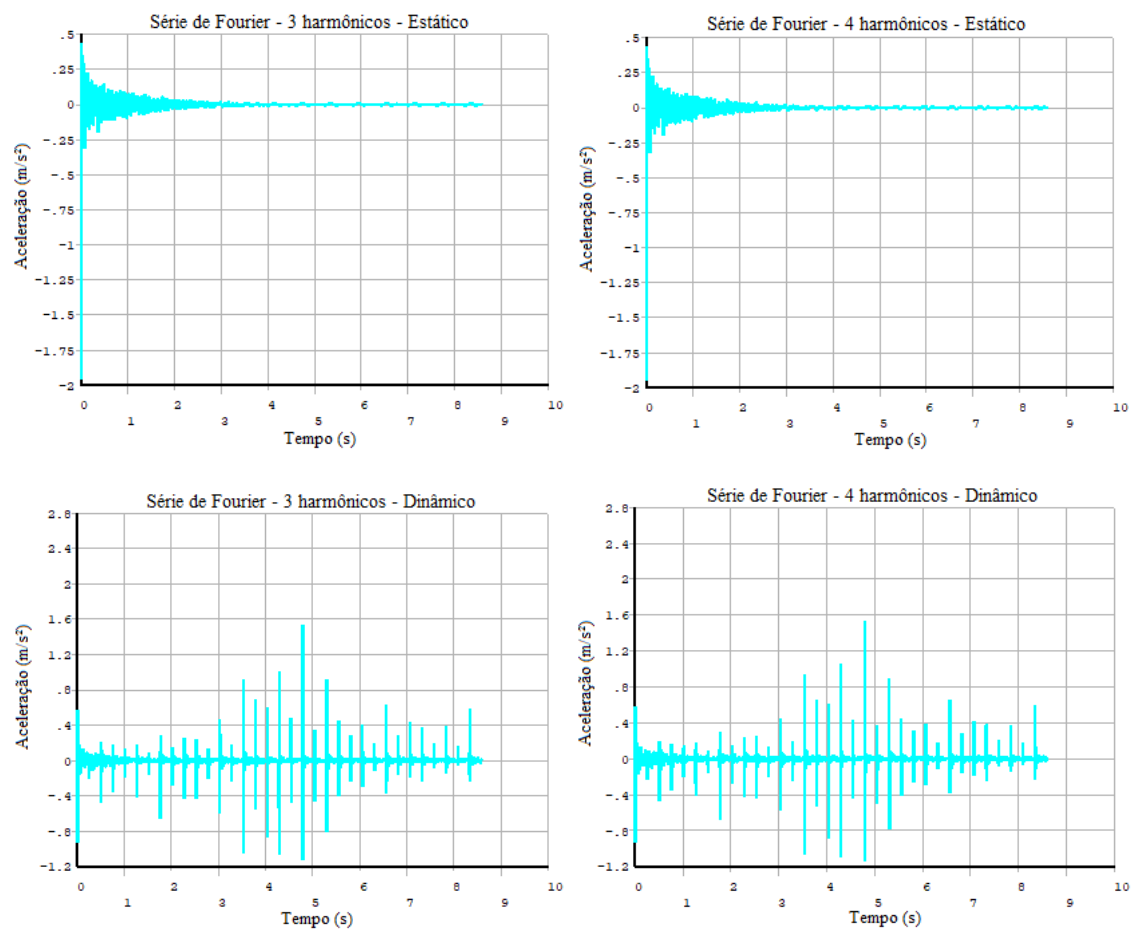 Série de Fourier - 3 harmônicos - Estático
.5
.25
0
-.25
-.5
-.75
-1
-1.25
-1.5
-1.75
-2
Aceleração (m/s²)
0 2 4 5 6 8 10
1 3 5 7 9
Tempo (s)
Série de Fourier - 4 harmônicos - Estático
.5
.25
0
-.25
-.5
-.75
-1
-1.25
-1.5
-1.75
-2
Aceleração (m/s²)
0 2 4 6 8 10
1 3 5 7 9
Tempo (s)
Série de Fourier - 3 harmônicos - Dinâmico
2.8
2.4
2
1.6
1.2
.8
.4
0
-.4
-.8
-1.2
Aceleração (m/s²)
0 2 4 6 8 10
1 3 5 7 9
Tempo (s)
Série de Fourier - 4 harmônicos - Dinâmico
2.8
2.4
2
1.6
1.2
.8
.4
0
-.4
-.8
-1.2
Aceleração (m/s²)
0 2 4 6 8 10
1 3 5 7 9
Tempo (s)